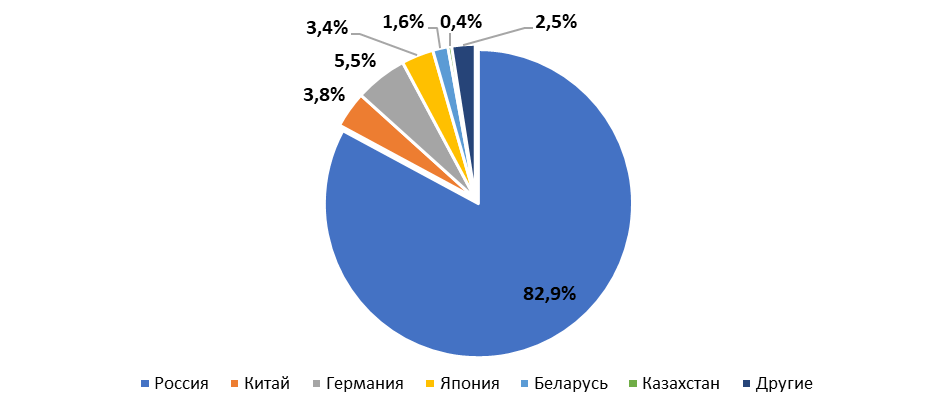 1,6% 0,4% 2,5%
3,4%
5,5%
3,8%
82,9%
Россия Китай Германия Япония Беларусь Казахстан Другие